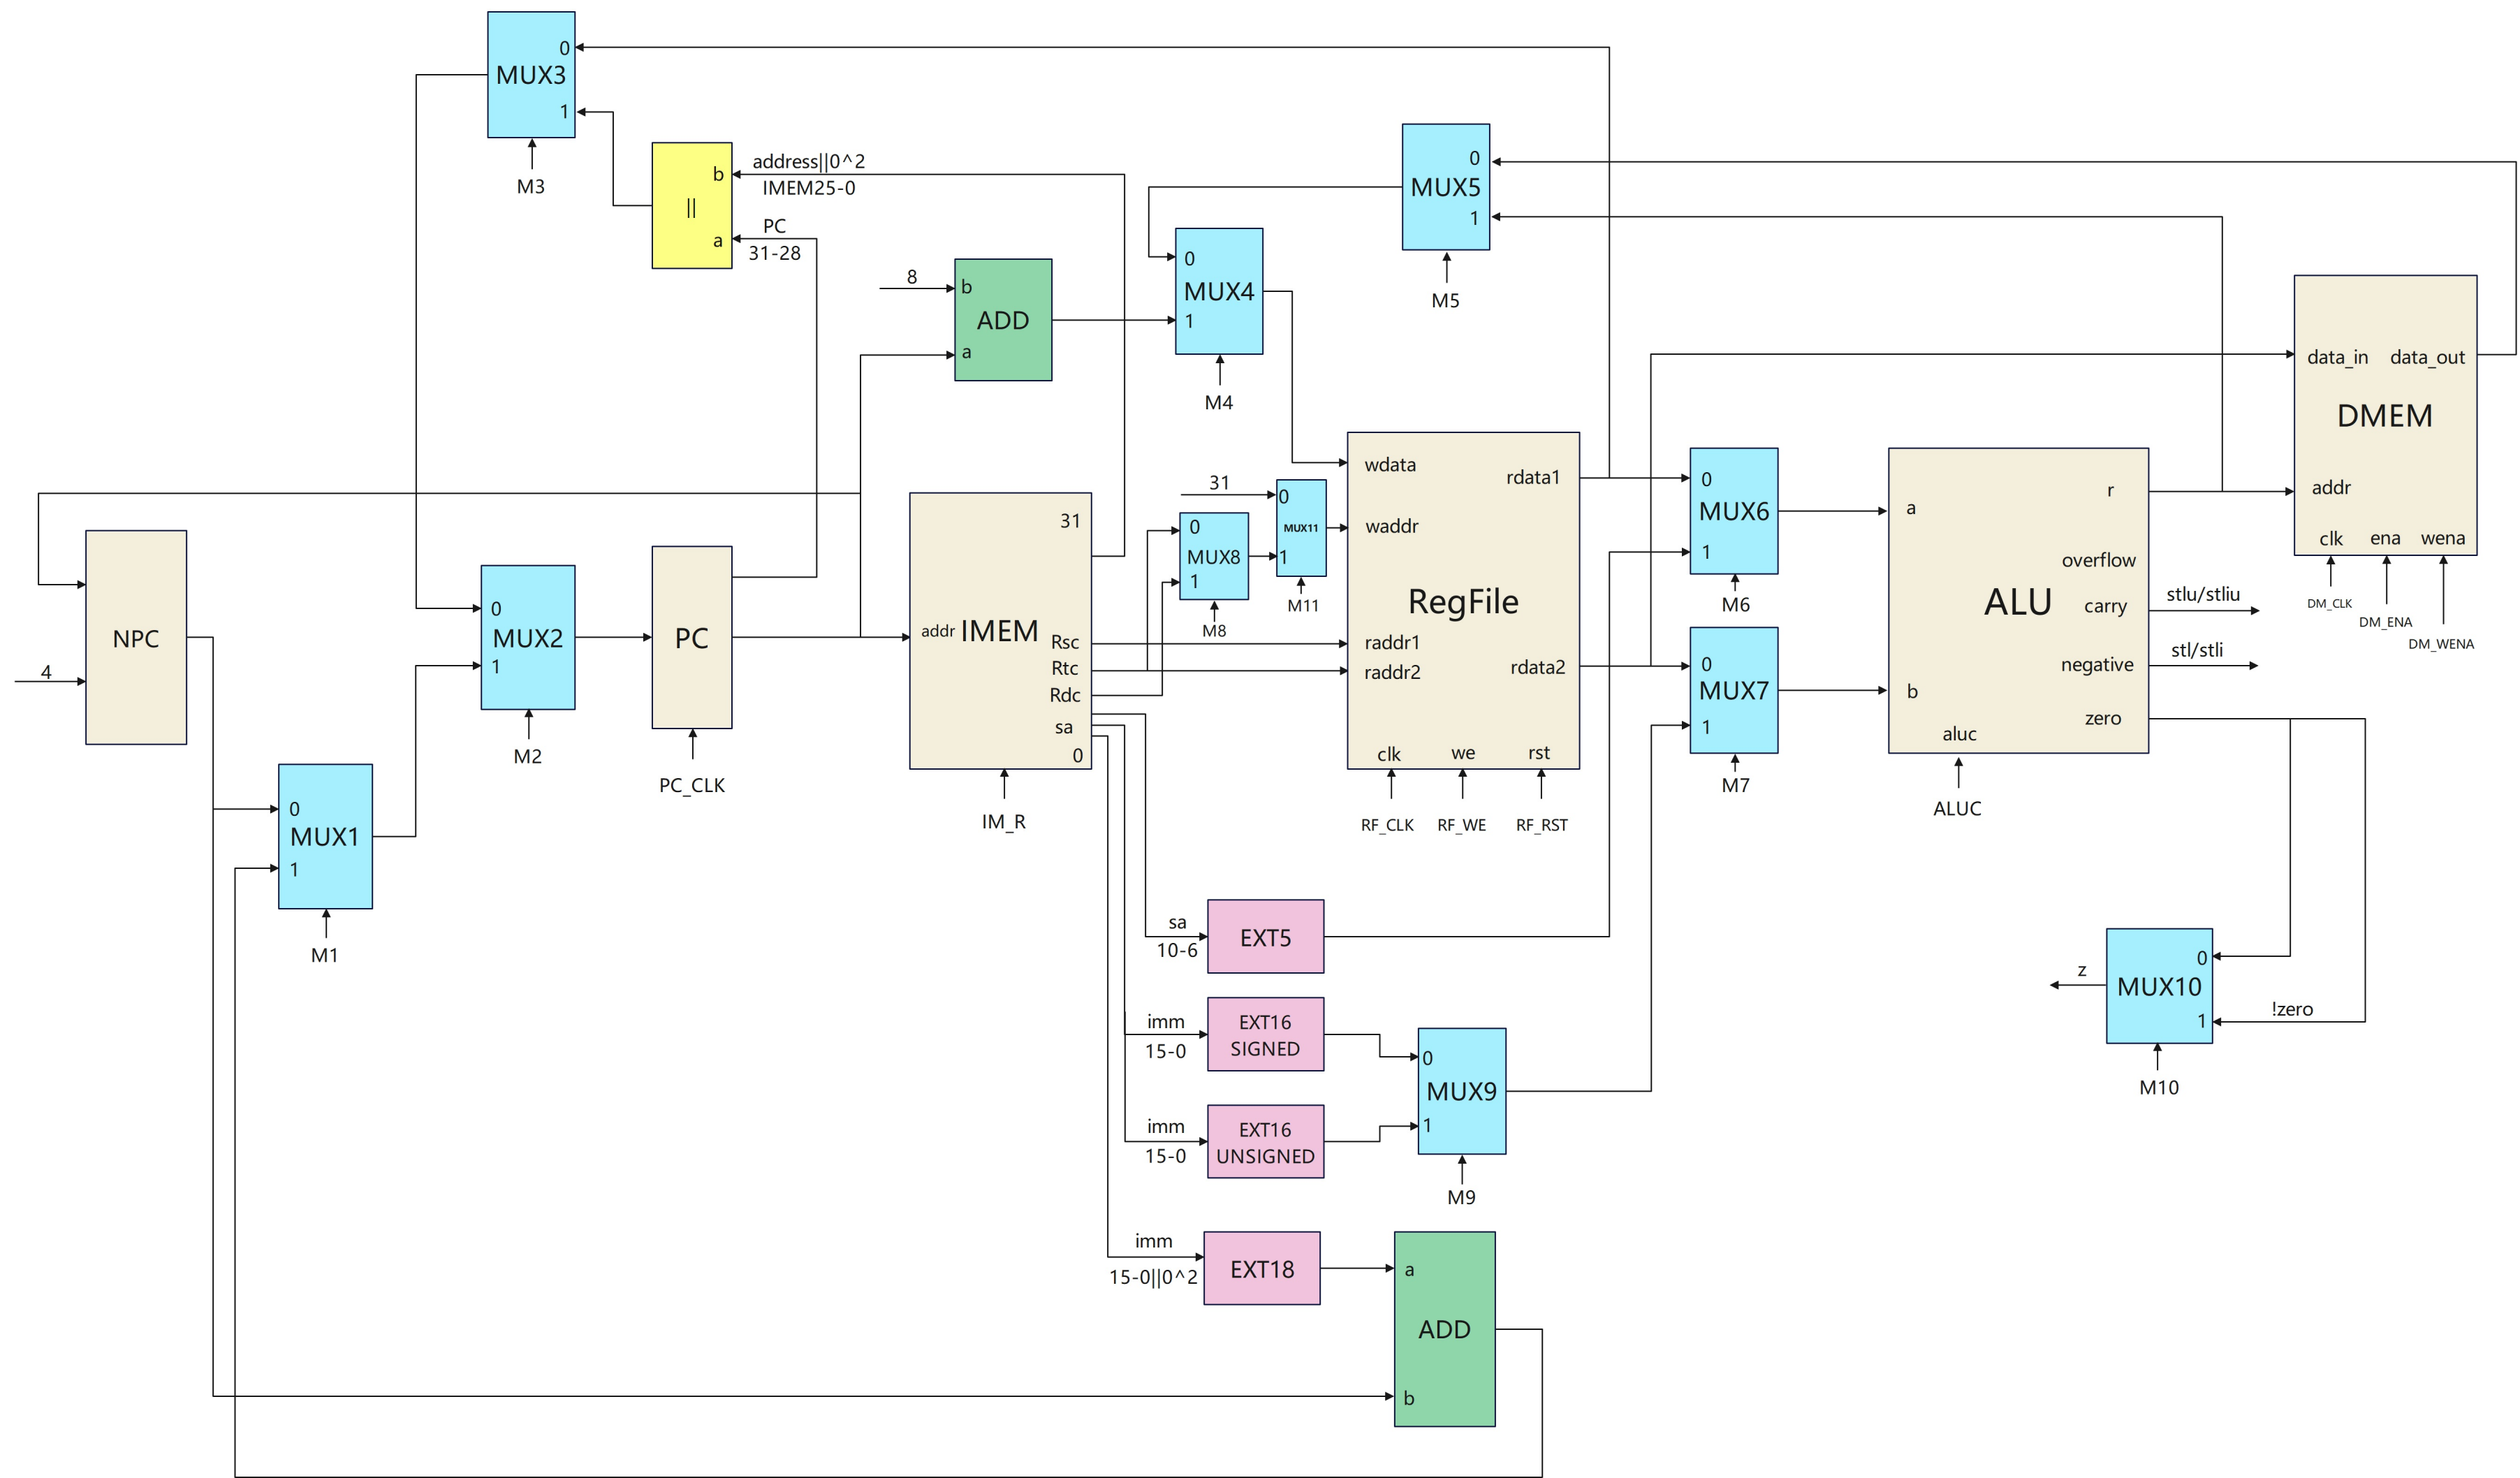 0
MUX3
1
M3
b
||
a
address||0^2
IMEM25-0
PC
31-28
8
b
ADD
a
0
MUX4
1
M4
0
MUX5
1
M5
NPC
4
0
MUX1
1
M1
0
MUX2
1
M2
PC
PC_CLK
31
addr IMEM
Rsc
Rtc
Rdc
sa
0
IM_R
0
MUX8
1
M8
31
0
MUX11
1
M11
wdata
rdata1
waddr
RegFile
raddr1
raddr2
rdata2
clk we rst
RF_CLK RF_WE RF_RST
0
MUX6
1
M6
0
MUX7
1
M7
r
a
overflow
ALU
carry
negative
b
zero
aluc
ALUC
stlu/stliu
stl/stli
data_in data_out
DMEM
addr
clk ena wena
DM_CLK
DM_ENA
DM_WENA
0
MUX10
1
M10
z
!zero
sa
10-6
EXT5
imm
15-0
EXT16
SIGNED
imm
15-0
EXT16
UNSIGNED
0
MUX9
1
M9
imm
15-0||0^2
EXT18
a
ADD
b